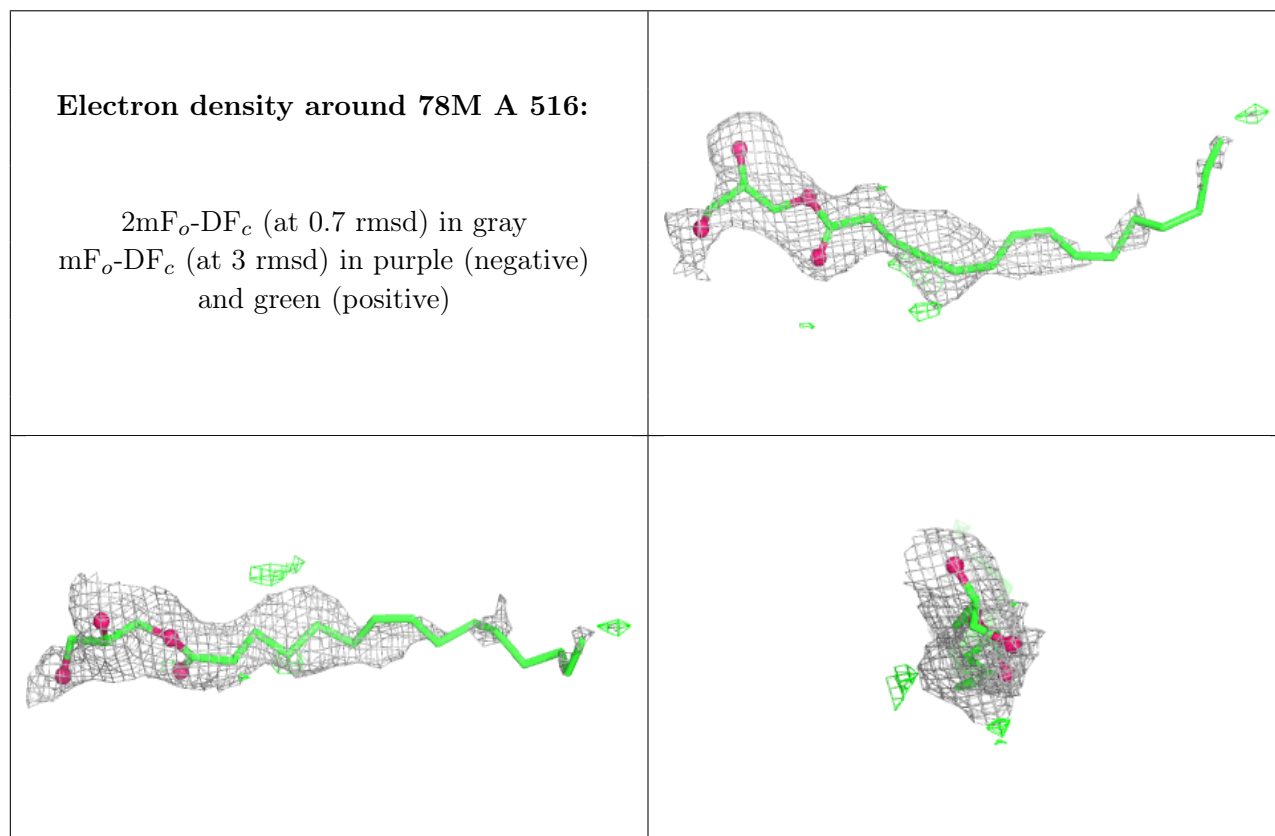 Electron density around 78M A 516:
2mFₒ-DF𝑐 (at 0.7 rmsd) in gray
mFₒ-DF𝑐 (at 3 rmsd) in purple (negative)
and green (positive)